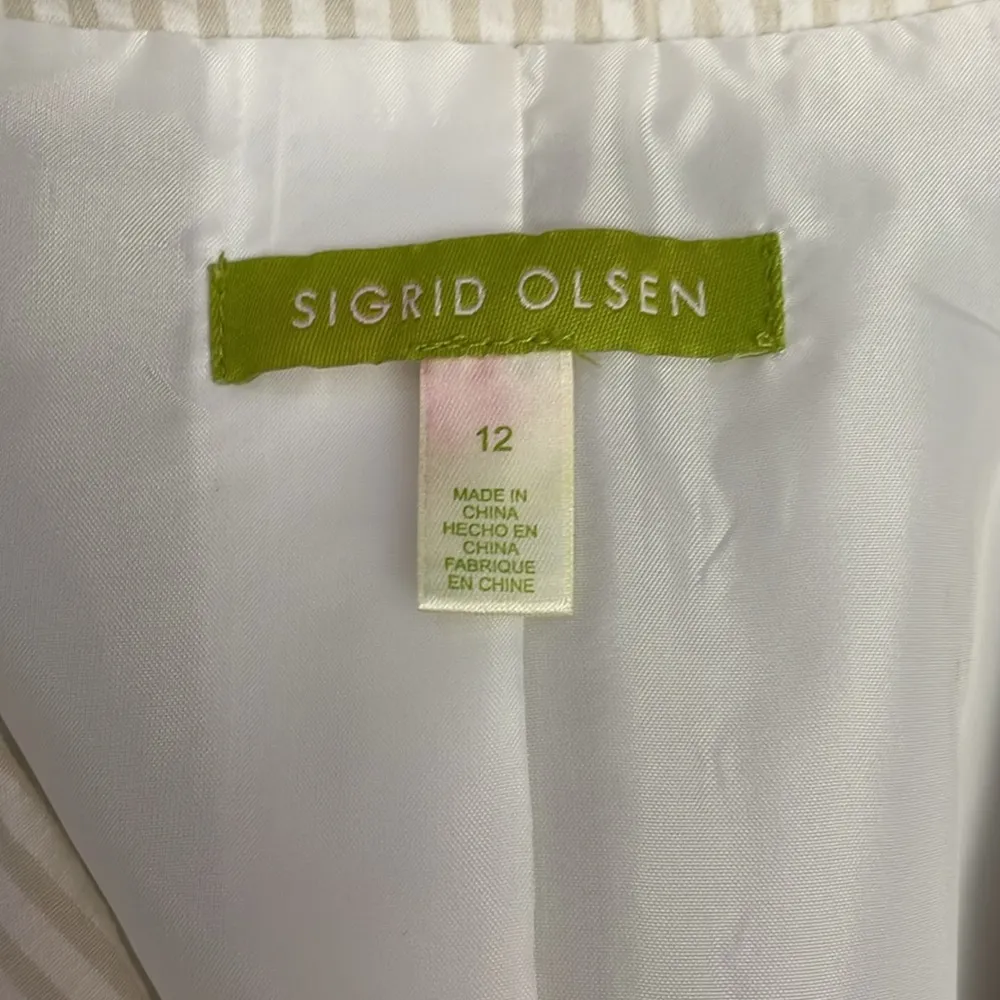 SIGRID OLSEN
12
MADE IN
CHINA
HECHO EN
CHINA
FABRIQUE
EN CHINE